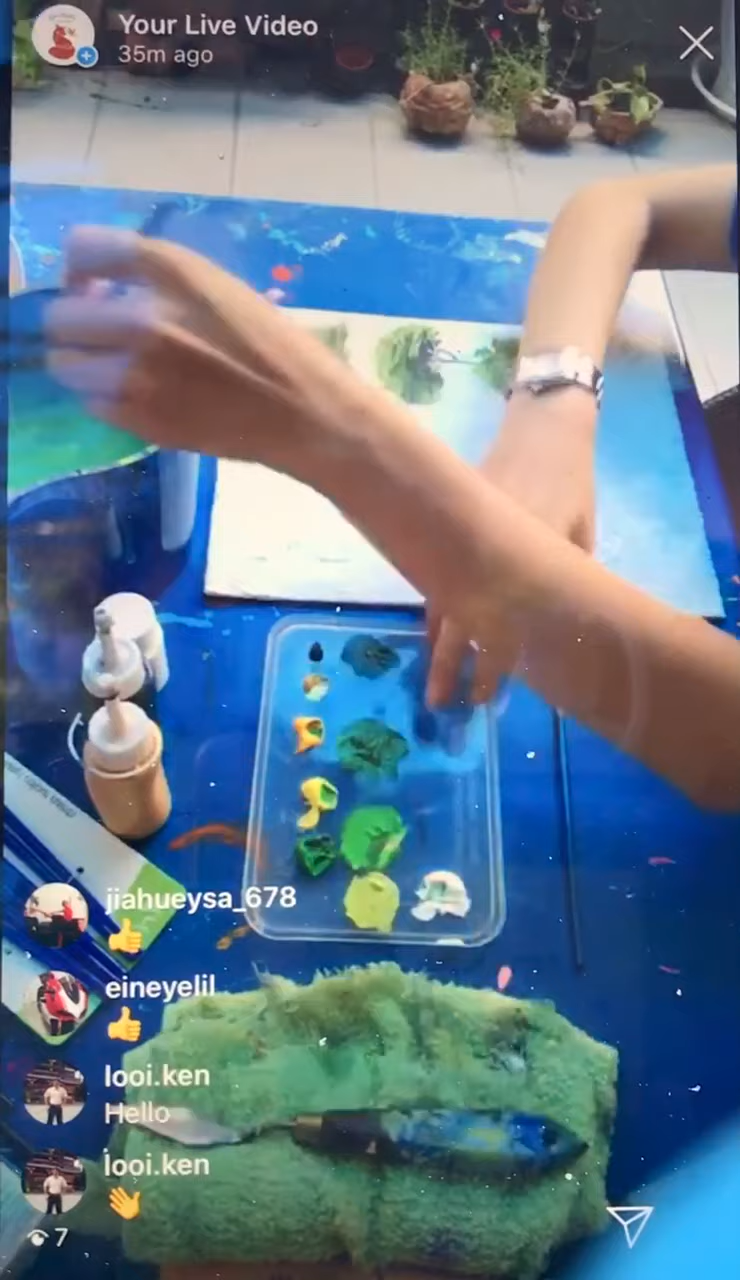 Your Live Video
35m ago
jiahueysa_678
👍
eineyelil
👍
looi.ken
Hello
looi.ken
👋
7